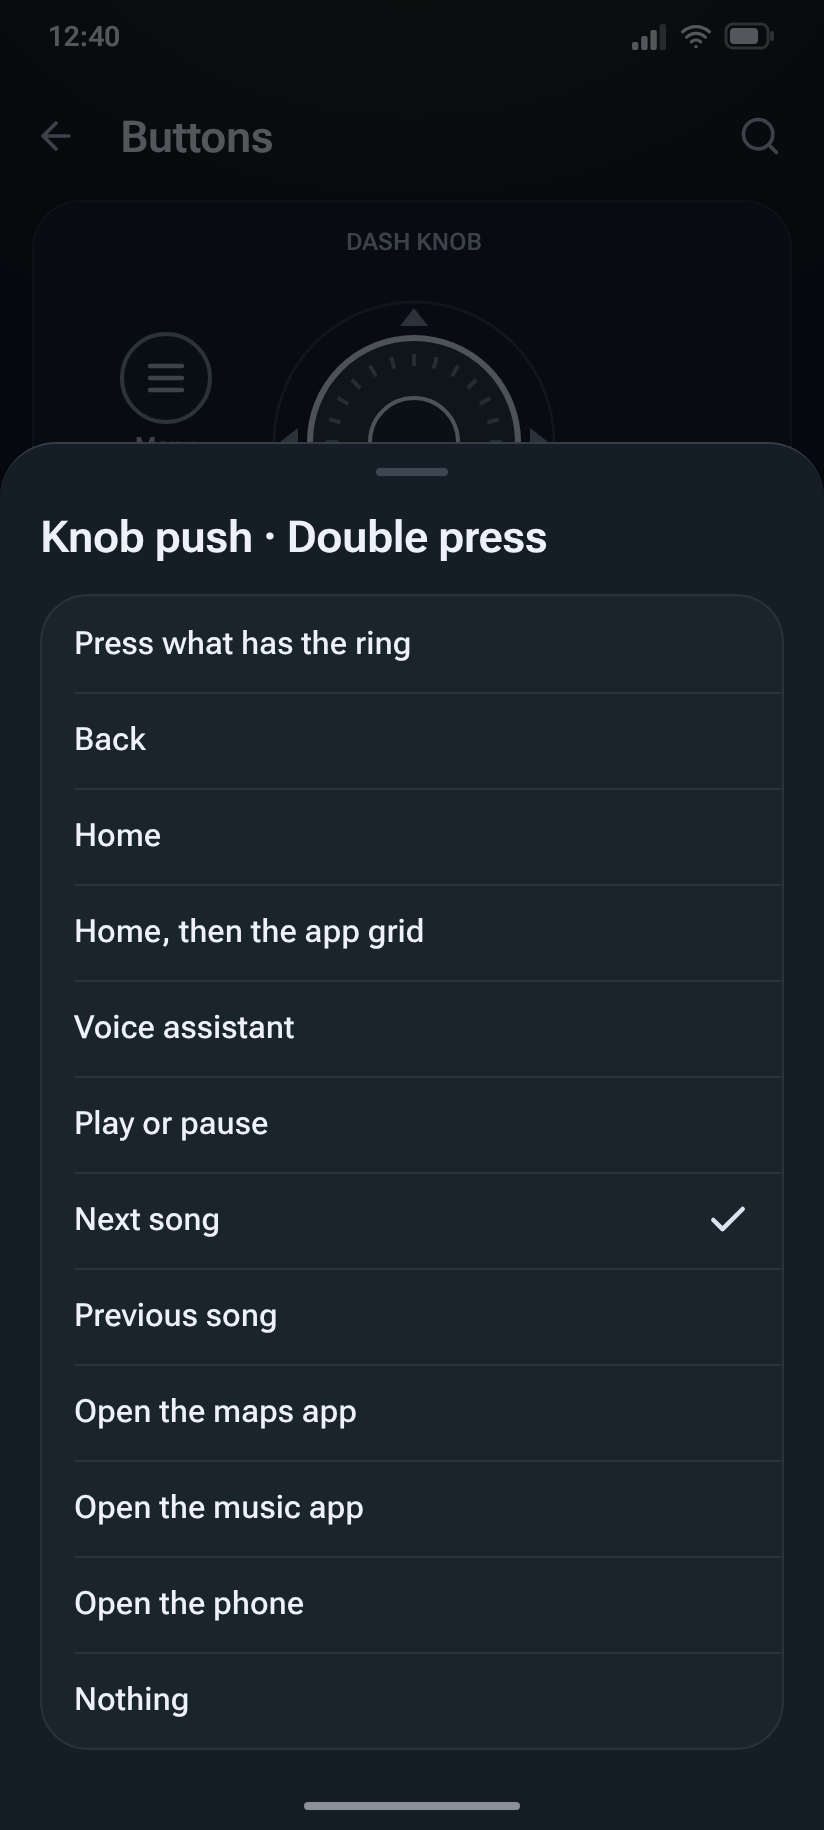 12:40
Buttons
DASH KNOB
Knob push · Double press
Press what has the ring
Back
Home
Home, then the app grid
Voice assistant
Play or pause
Next song
Previous song
Open the maps app
Open the music app
Open the phone
Nothing